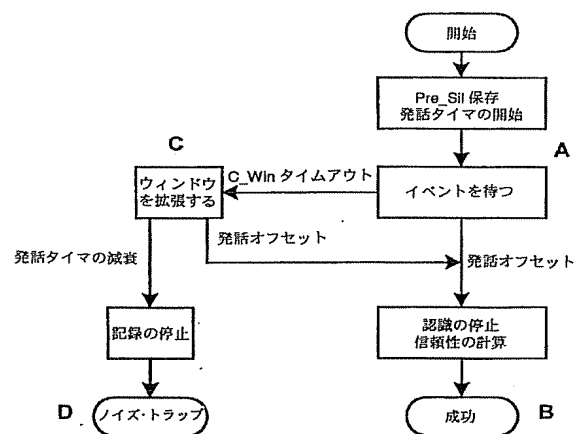 開始
Pre_Sil 保存
発話タイマの開始
A
C
C_Win タイムアウト
イベントを待つ
ウィンドウ
を拡張する
発話オフセット
発話タイマの減衰
発話オフセット
記録の停止
認識の停止
信頼性の計算
D
ノイズ・トラップ
成功
B